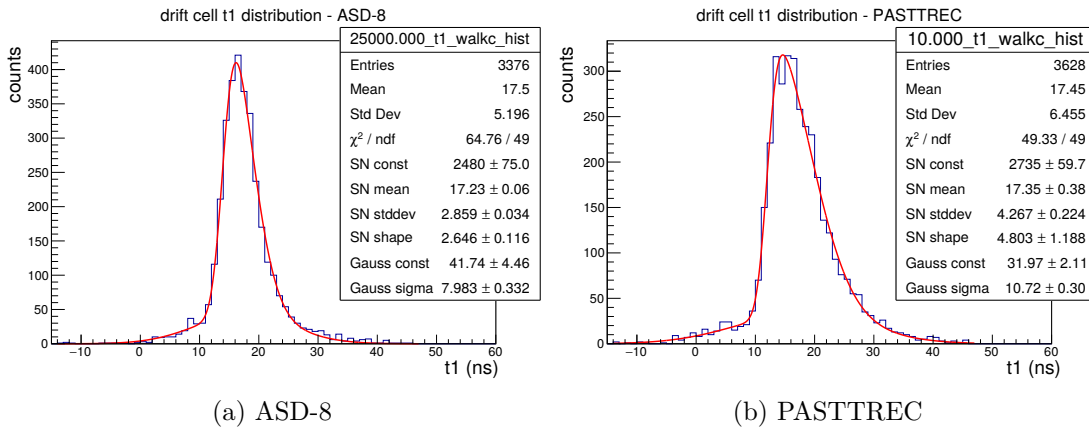 drift cell t1 distribution - ASD-8
25000.000_t1_walkc_hist
Entries 3376
Mean 17.5
Std Dev 5.196
χ² / ndf 64.76 / 49
SN const 2480 ± 75.0
SN mean 17.23 ± 0.06
SN stddev 2.859 ± 0.034
SN shape 2.646 ± 0.116
Gauss const 41.74 ± 4.46
Gauss sigma 7.983 ± 0.332
counts
400
350
300
250
200
150
100
50
0
−10 0 10 20 30 40 50 60
t1 (ns)
(a) ASD-8
drift cell t1 distribution - PASTTREC
10.000_t1_walkc_hist
Entries 3628
Mean 17.45
Std Dev 6.455
χ² / ndf 49.33 / 49
SN const 2735 ± 59.7
SN mean 17.35 ± 0.38
SN stddev 4.267 ± 0.224
SN shape 4.803 ± 1.188
Gauss const 31.97 ± 2.11
Gauss sigma 10.72 ± 0.30
counts
300
250
200
150
100
50
0
−10 0 10 20 30 40 50 60
t1 (ns)
(b) PASTTREC